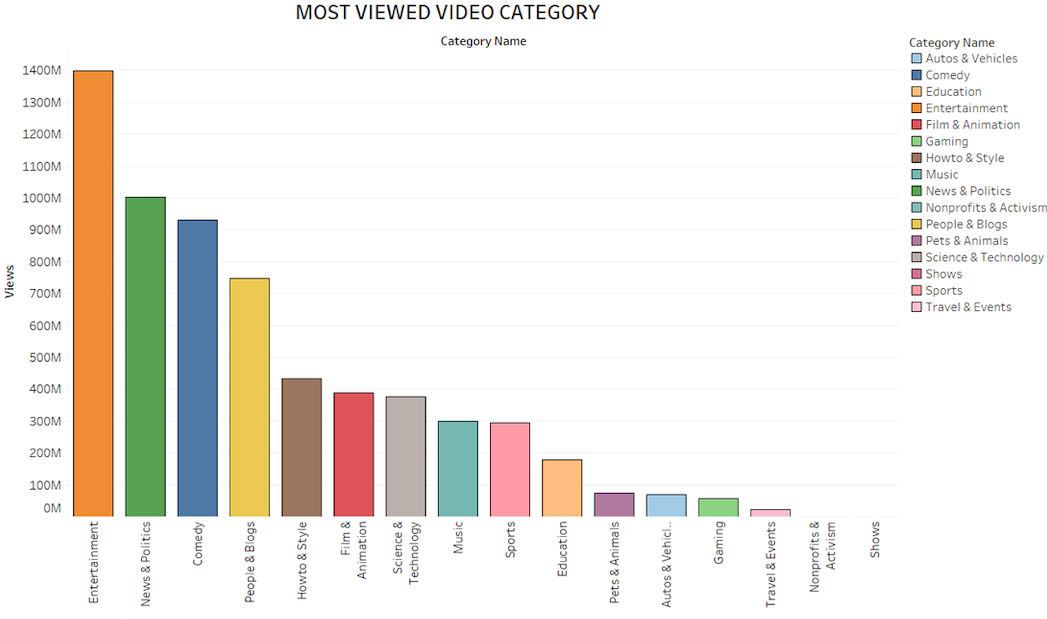 MOST VIEWED VIDEO CATEGORY
Category Name
Views
1400M
1300M
1200M
1100M
1000M
900M
800M
700M
600M
500M
400M
300M
200M
100M
0M
Entertainment
News & Politics
Comedy
People & Blogs
Howto & Style
Film &
Animation
Science &
Technology
Music
Sports
Education
Pets & Animals
Autos & Vehicl..
Gaming
Travel & Events
Nonprofits &
Activism
Shows
Category Name
Autos & Vehicles
Comedy
Education
Entertainment
Film & Animation
Gaming
Howto & Style
Music
News & Politics
Nonprofits & Activism
People & Blogs
Pets & Animals
Science & Technology
Shows
Sports
Travel & Events